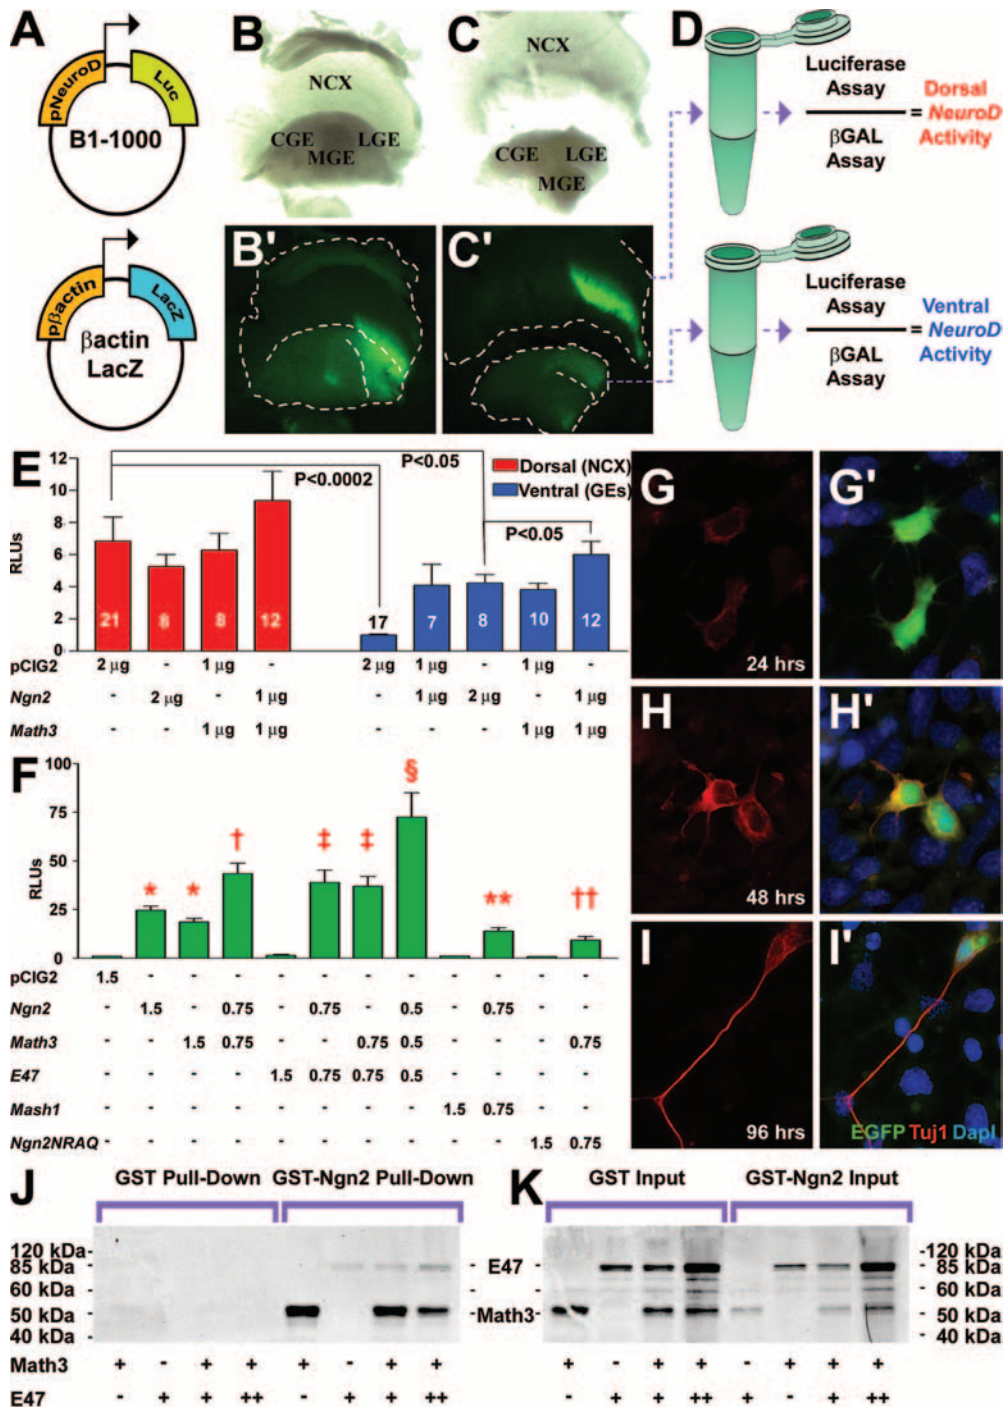 A
pNeuroD
Luc
B1-1000
pβactin
LacZ
βactin
LacZ
B
NCX
CGE
LGE
MGE
C
NCX
CGE
LGE
MGE
B'
C'
D
Luciferase
Assay
βGAL
Assay
=
Dorsal
NeuroD
Activity
Luciferase
Assay
βGAL
Assay
=
Ventral
NeuroD
Activity
E
12
10
8
6
4
2
0
RLUs
P<0.0002
P<0.05
P<0.05
Dorsal (NCX)
Ventral (GEs)
21 8 8 12 17 7 8 10 12
pCIG2 2 µg - 1 µg - 2 µg 1 µg - 1 µg -
Ngn2 - 2 µg - 1 µg - 1 µg 2 µg - 1 µg
Math3 - - 1 µg 1 µg - - - 1 µg 1 µg
F
100
75
50
25
0
RLUs
* * † ‡ ‡ § ** ††
pCIG2 1.5 - - - - - - - - - - -
Ngn2 - 1.5 - 0.75 - 0.75 - 0.5 - 0.75 - -
Math3 - - 1.5 0.75 - - 0.75 0.5 - - - 0.75
E47 - - - - 1.5 0.75 0.75 0.5 - - - -
Mash1 - - - - - - - - 1.5 0.75 - -
Ngn2NRAQ - - - - - - - - - - 1.5 0.75
G
24 hrs
G'
H
48 hrs
H'
I
96 hrs
I'
EGFP Tuj1 DapI
J
GST Pull-Down
GST-Ngn2 Pull-Down
120 kDa-
85 kDa-
60 kDa-
50 kDa -
40 kDa -
- E47 -
- Math3 -
Math3 + - + + + - + +
E47 - + + ++ - + + ++
K
GST Input
GST-Ngn2 Input
-120 kDa
-85 kDa
-60 kDa
- 50 kDa
- 40 kDa
+ - + + - + + +
- + + ++ + - + ++